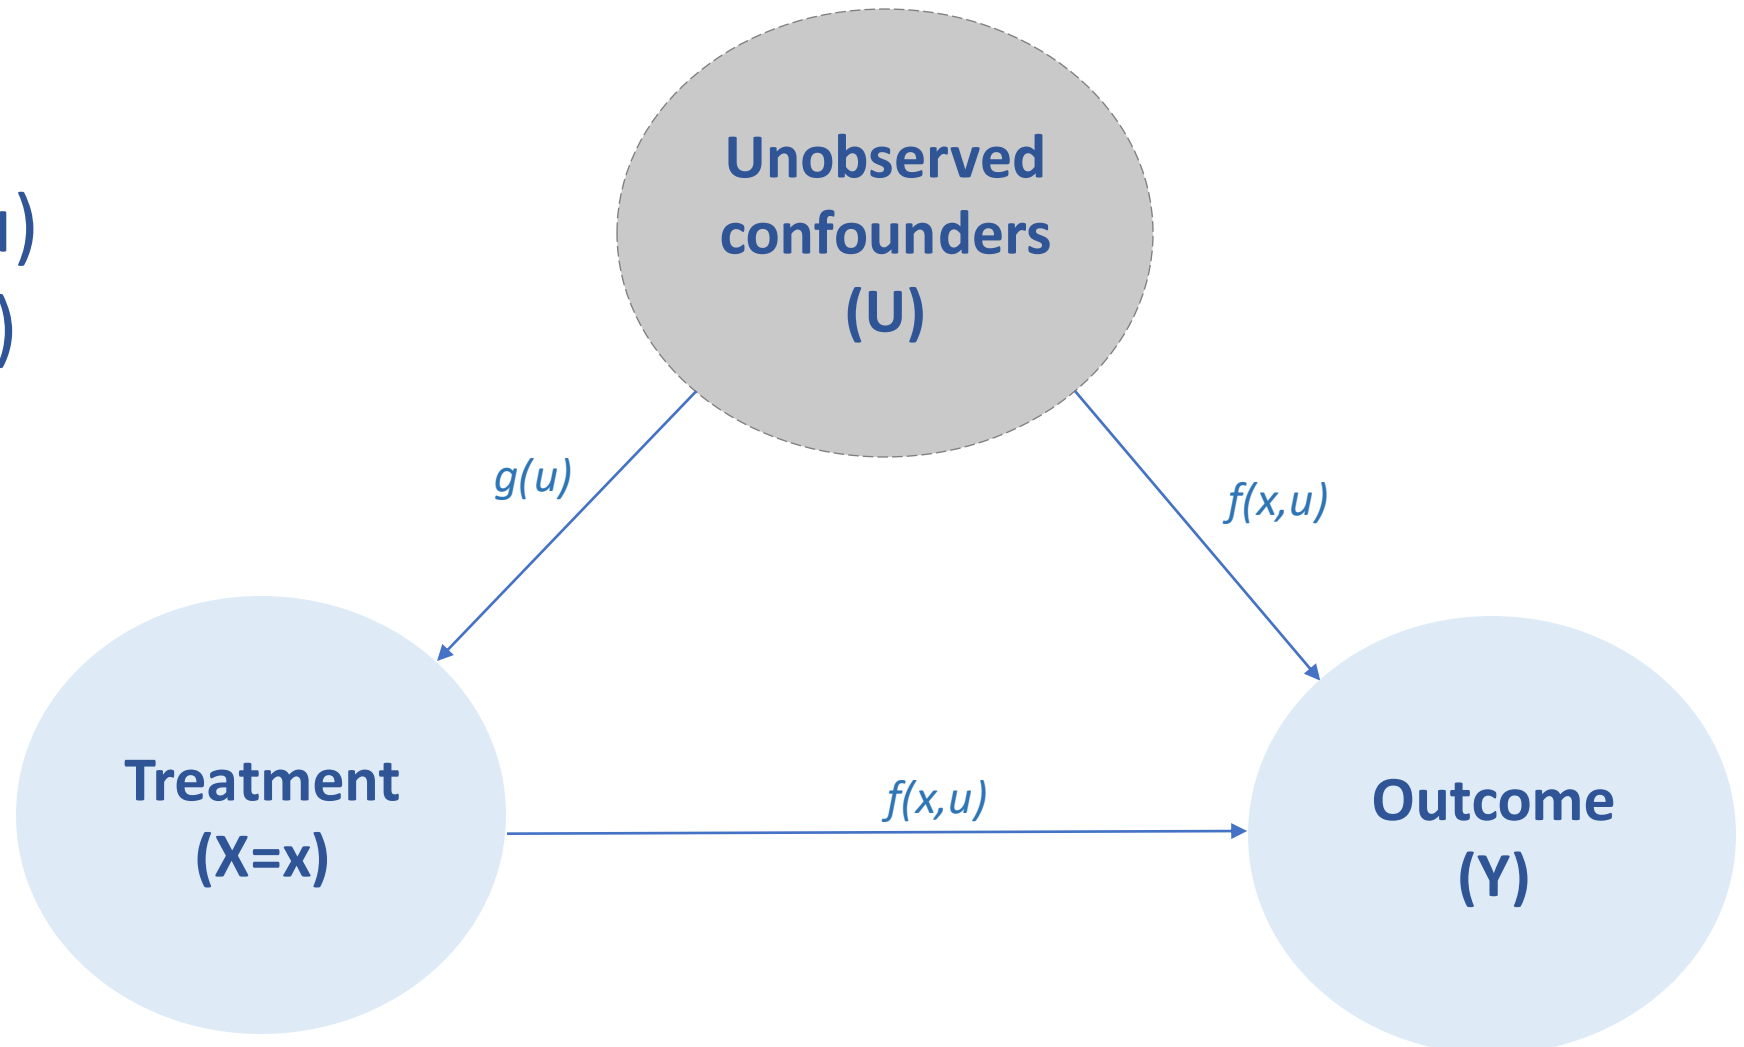 u)
)
Unobserved
confounders
(U)
g(u)
f(x,u)
Treatment
(X=x)
f(x,u)
Outcome
(Y)